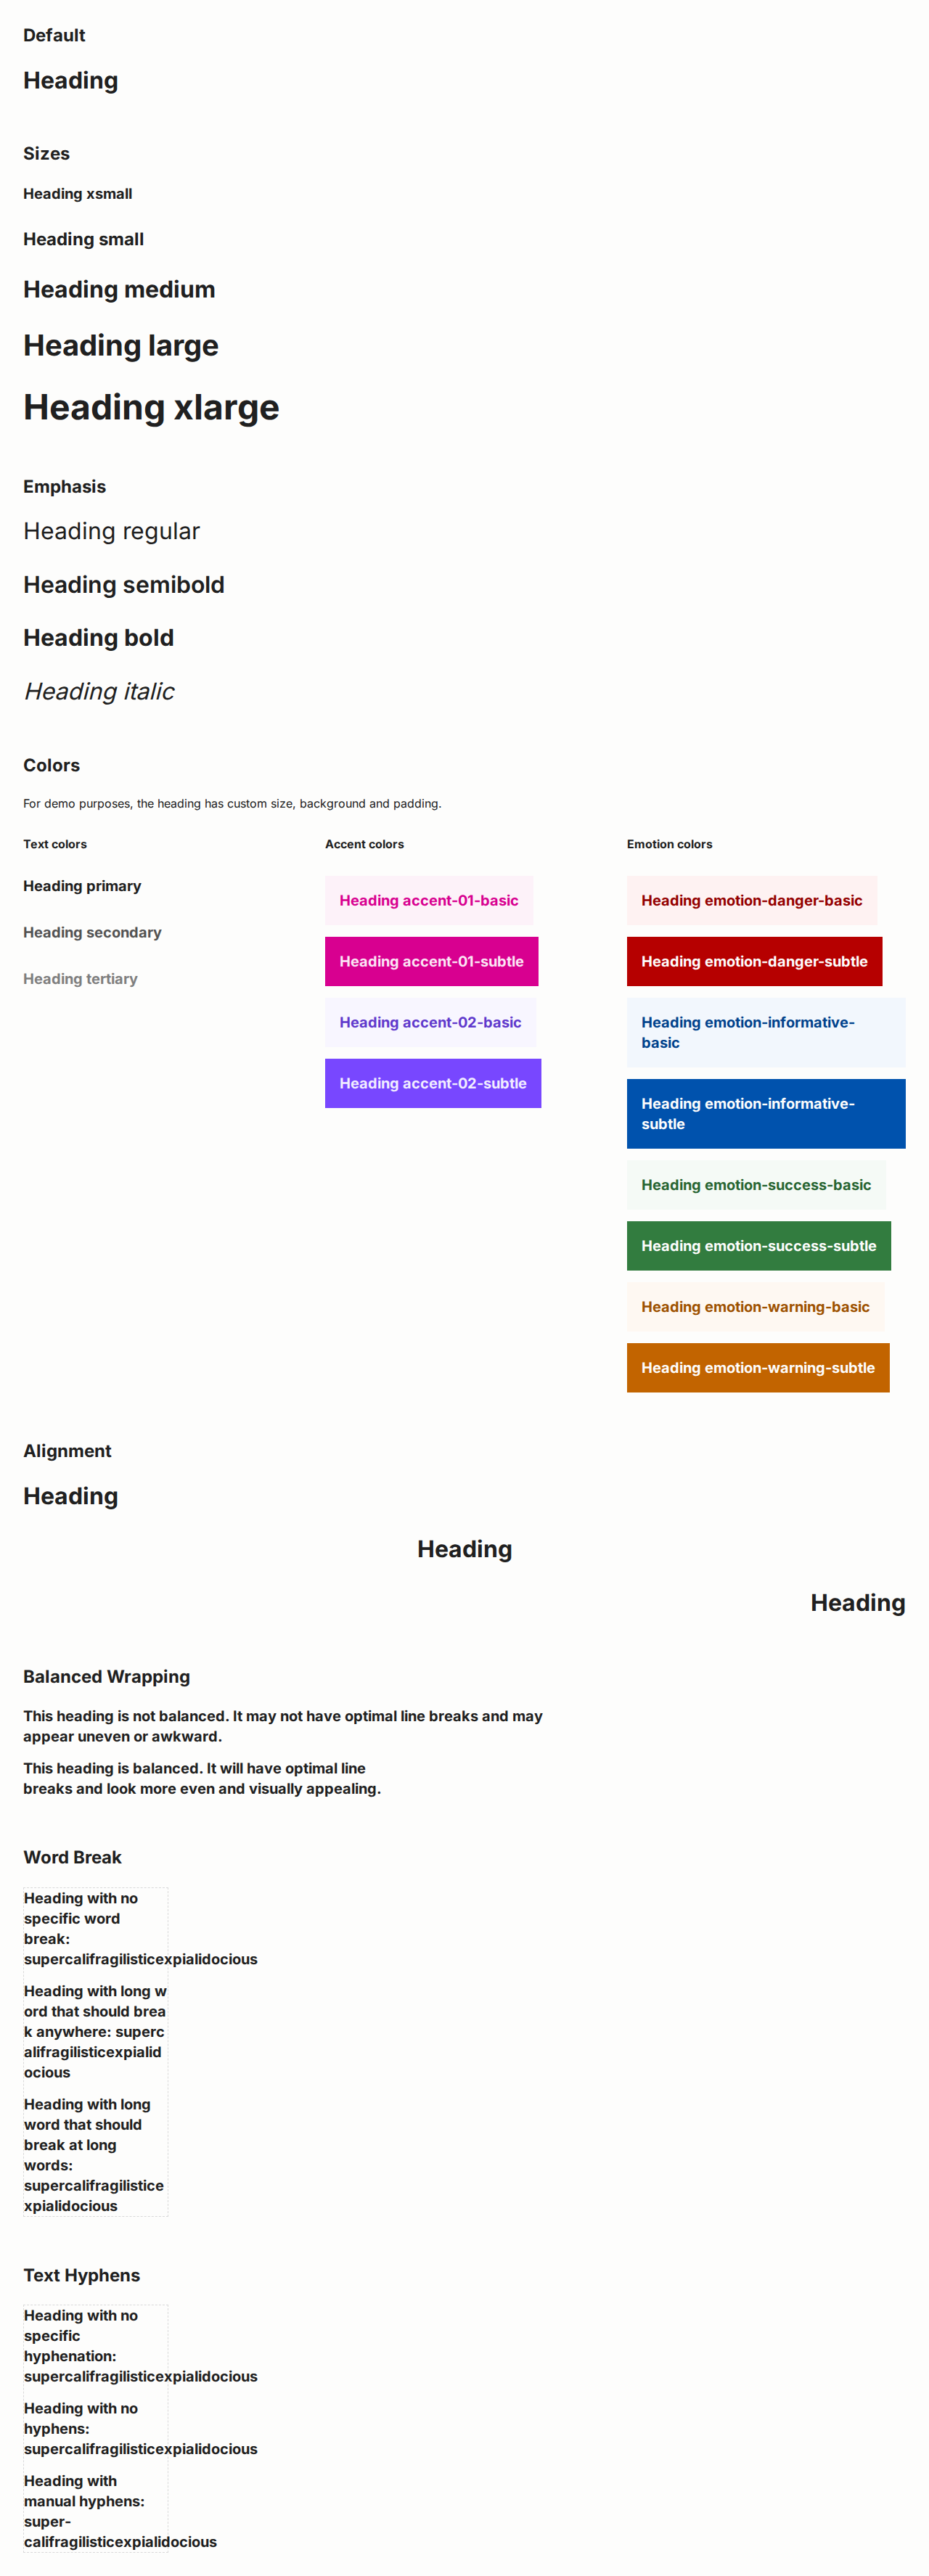 Default
Heading
Sizes
Heading xsmall
Heading small
Heading medium
Heading large
Heading xlarge
Emphasis
Heading regular
Heading semibold
Heading bold
Heading italic
Colors
For demo purposes, the heading has custom size, background and padding.
Text colors
Heading primary
Heading secondary
Heading tertiary
Accent colors
Heading accent-01-basic
Heading accent-01-subtle
Heading accent-02-basic
Heading accent-02-subtle
Emotion colors
Heading emotion-danger-basic
Heading emotion-danger-subtle
Heading emotion-informative-
basic
Heading emotion-informative-
subtle
Heading emotion-success-basic
Heading emotion-success-subtle
Heading emotion-warning-basic
Heading emotion-warning-subtle
Alignment
Heading
Heading
Heading
Balanced Wrapping
This heading is not balanced. It may not have optimal line breaks and may
appear uneven or awkward.
This heading is balanced. It will have optimal line
breaks and look more even and visually appealing.
Word Break
Heading with no
specific word
break:
supercalifragilisticexpialidocious
Heading with long w
ord that should brea
k anywhere: superc
alifragilisticexpialid
ocious
Heading with long
word that should
break at long
words:
supercalifragilistice
xpialidocious
Text Hyphens
Heading with no
specific
hyphenation:
supercalifragilisticexpialidocious
Heading with no
hyphens:
supercalifragilisticexpialidocious
Heading with
manual hyphens:
super-
califragilisticexpialidocious